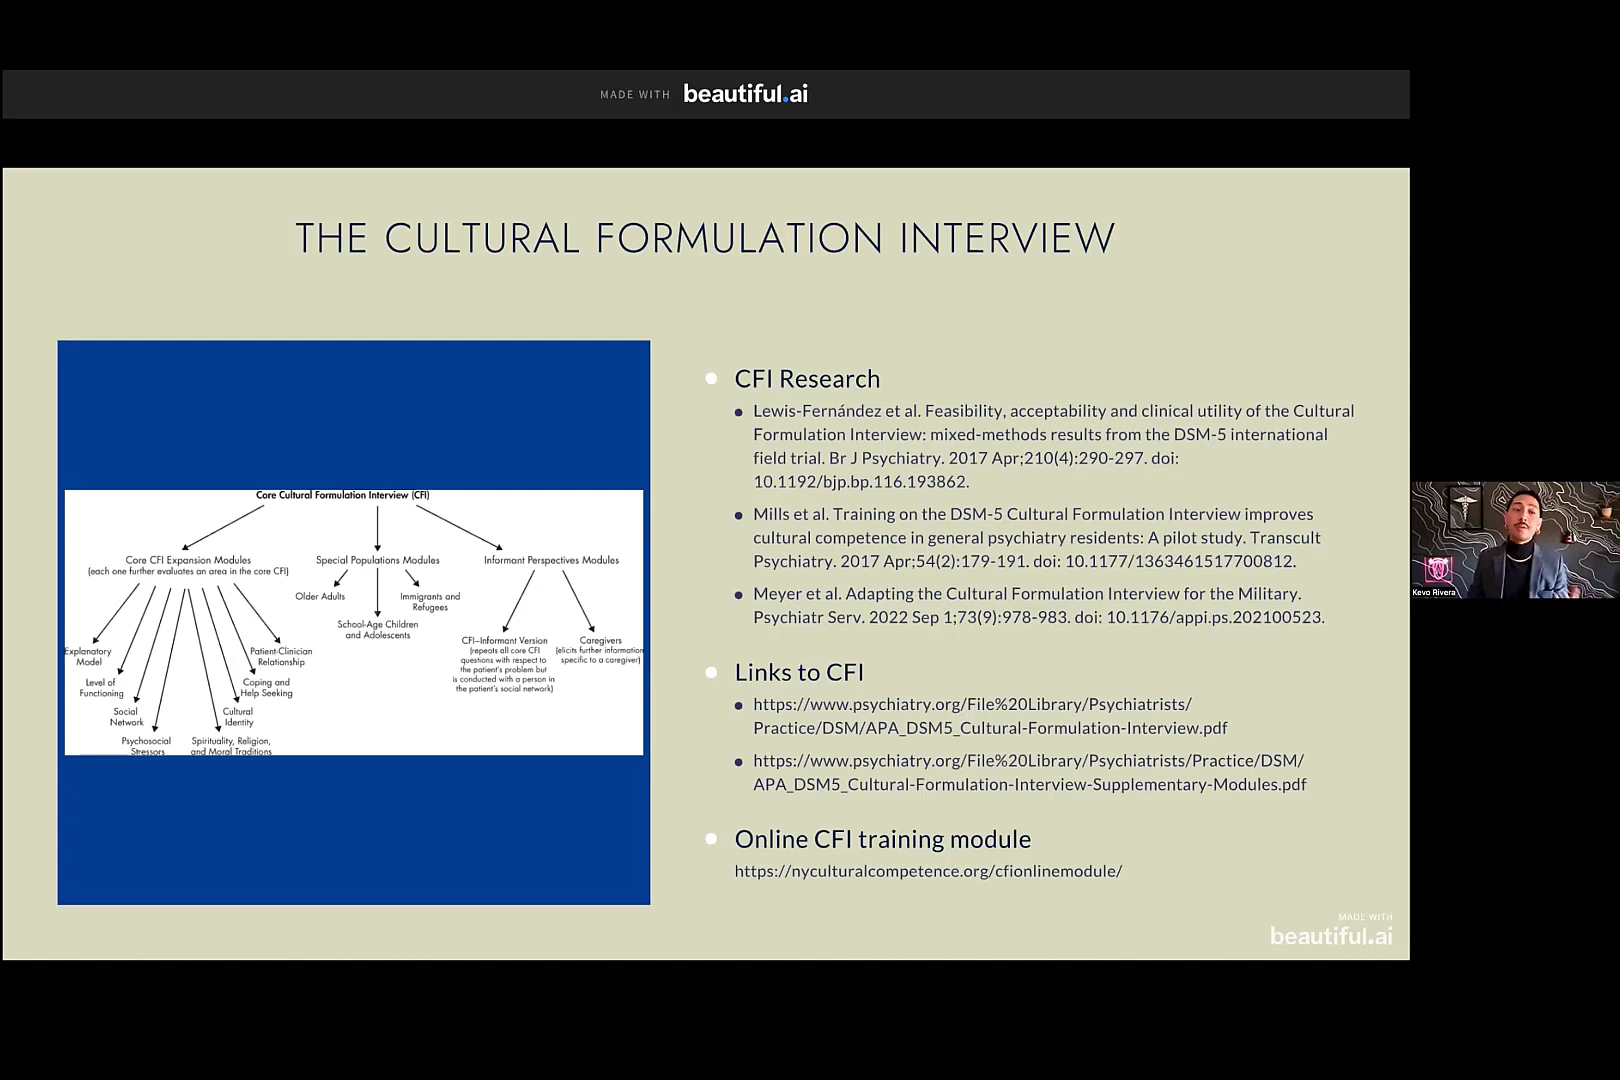 MADE WITH beautiful.ai
THE CULTURAL FORMULATION INTERVIEW
Core Cultural Formulation Interview (CFI)
Core CFI Expansion Modules
(each one further evaluates an area in the core CFI)
Special Populations Modules
Informant Perspectives Modules
Older Adults
Immigrants and
Refugees
School-Age Children
and Adolescents
CFI–Informant Version
(repeats all core CFI
questions with respect to
the patient's problem but
is conducted with a person in
the patient's social network)
Caregivers
(elicits further information
specific to a caregiver)
Explanatory
Model
Level of
Functioning
Social
Network
Psychosocial
Stressors
Spirituality, Religion,
and Moral Traditions
Cultural
Identity
Coping and
Help Seeking
Patient-Clinician
Relationship
CFI Research
Lewis-Fernández et al. Feasibility, acceptability and clinical utility of the Cultural
Formulation Interview: mixed-methods results from the DSM-5 international
field trial. Br J Psychiatry. 2017 Apr;210(4):290-297. doi:
10.1192/bjp.bp.116.193862.
Mills et al. Training on the DSM-5 Cultural Formulation Interview improves
cultural competence in general psychiatry residents: A pilot study. Transcult
Psychiatry. 2017 Apr;54(2):179-191. doi: 10.1177/1363461517700812.
Meyer et al. Adapting the Cultural Formulation Interview for the Military.
Psychiatr Serv. 2022 Sep 1;73(9):978-983. doi: 10.1176/appi.ps.202100523.
Links to CFI
https://www.psychiatry.org/File%20Library/Psychiatrists/
Practice/DSM/APA_DSM5_Cultural-Formulation-Interview.pdf
https://www.psychiatry.org/File%20Library/Psychiatrists/Practice/DSM/
APA_DSM5_Cultural-Formulation-Interview-Supplementary-Modules.pdf
Online CFI training module
https://nyculturalcompetence.org/cfionlinemodule/
MADE WITH
beautiful.ai
Kevo Rivera